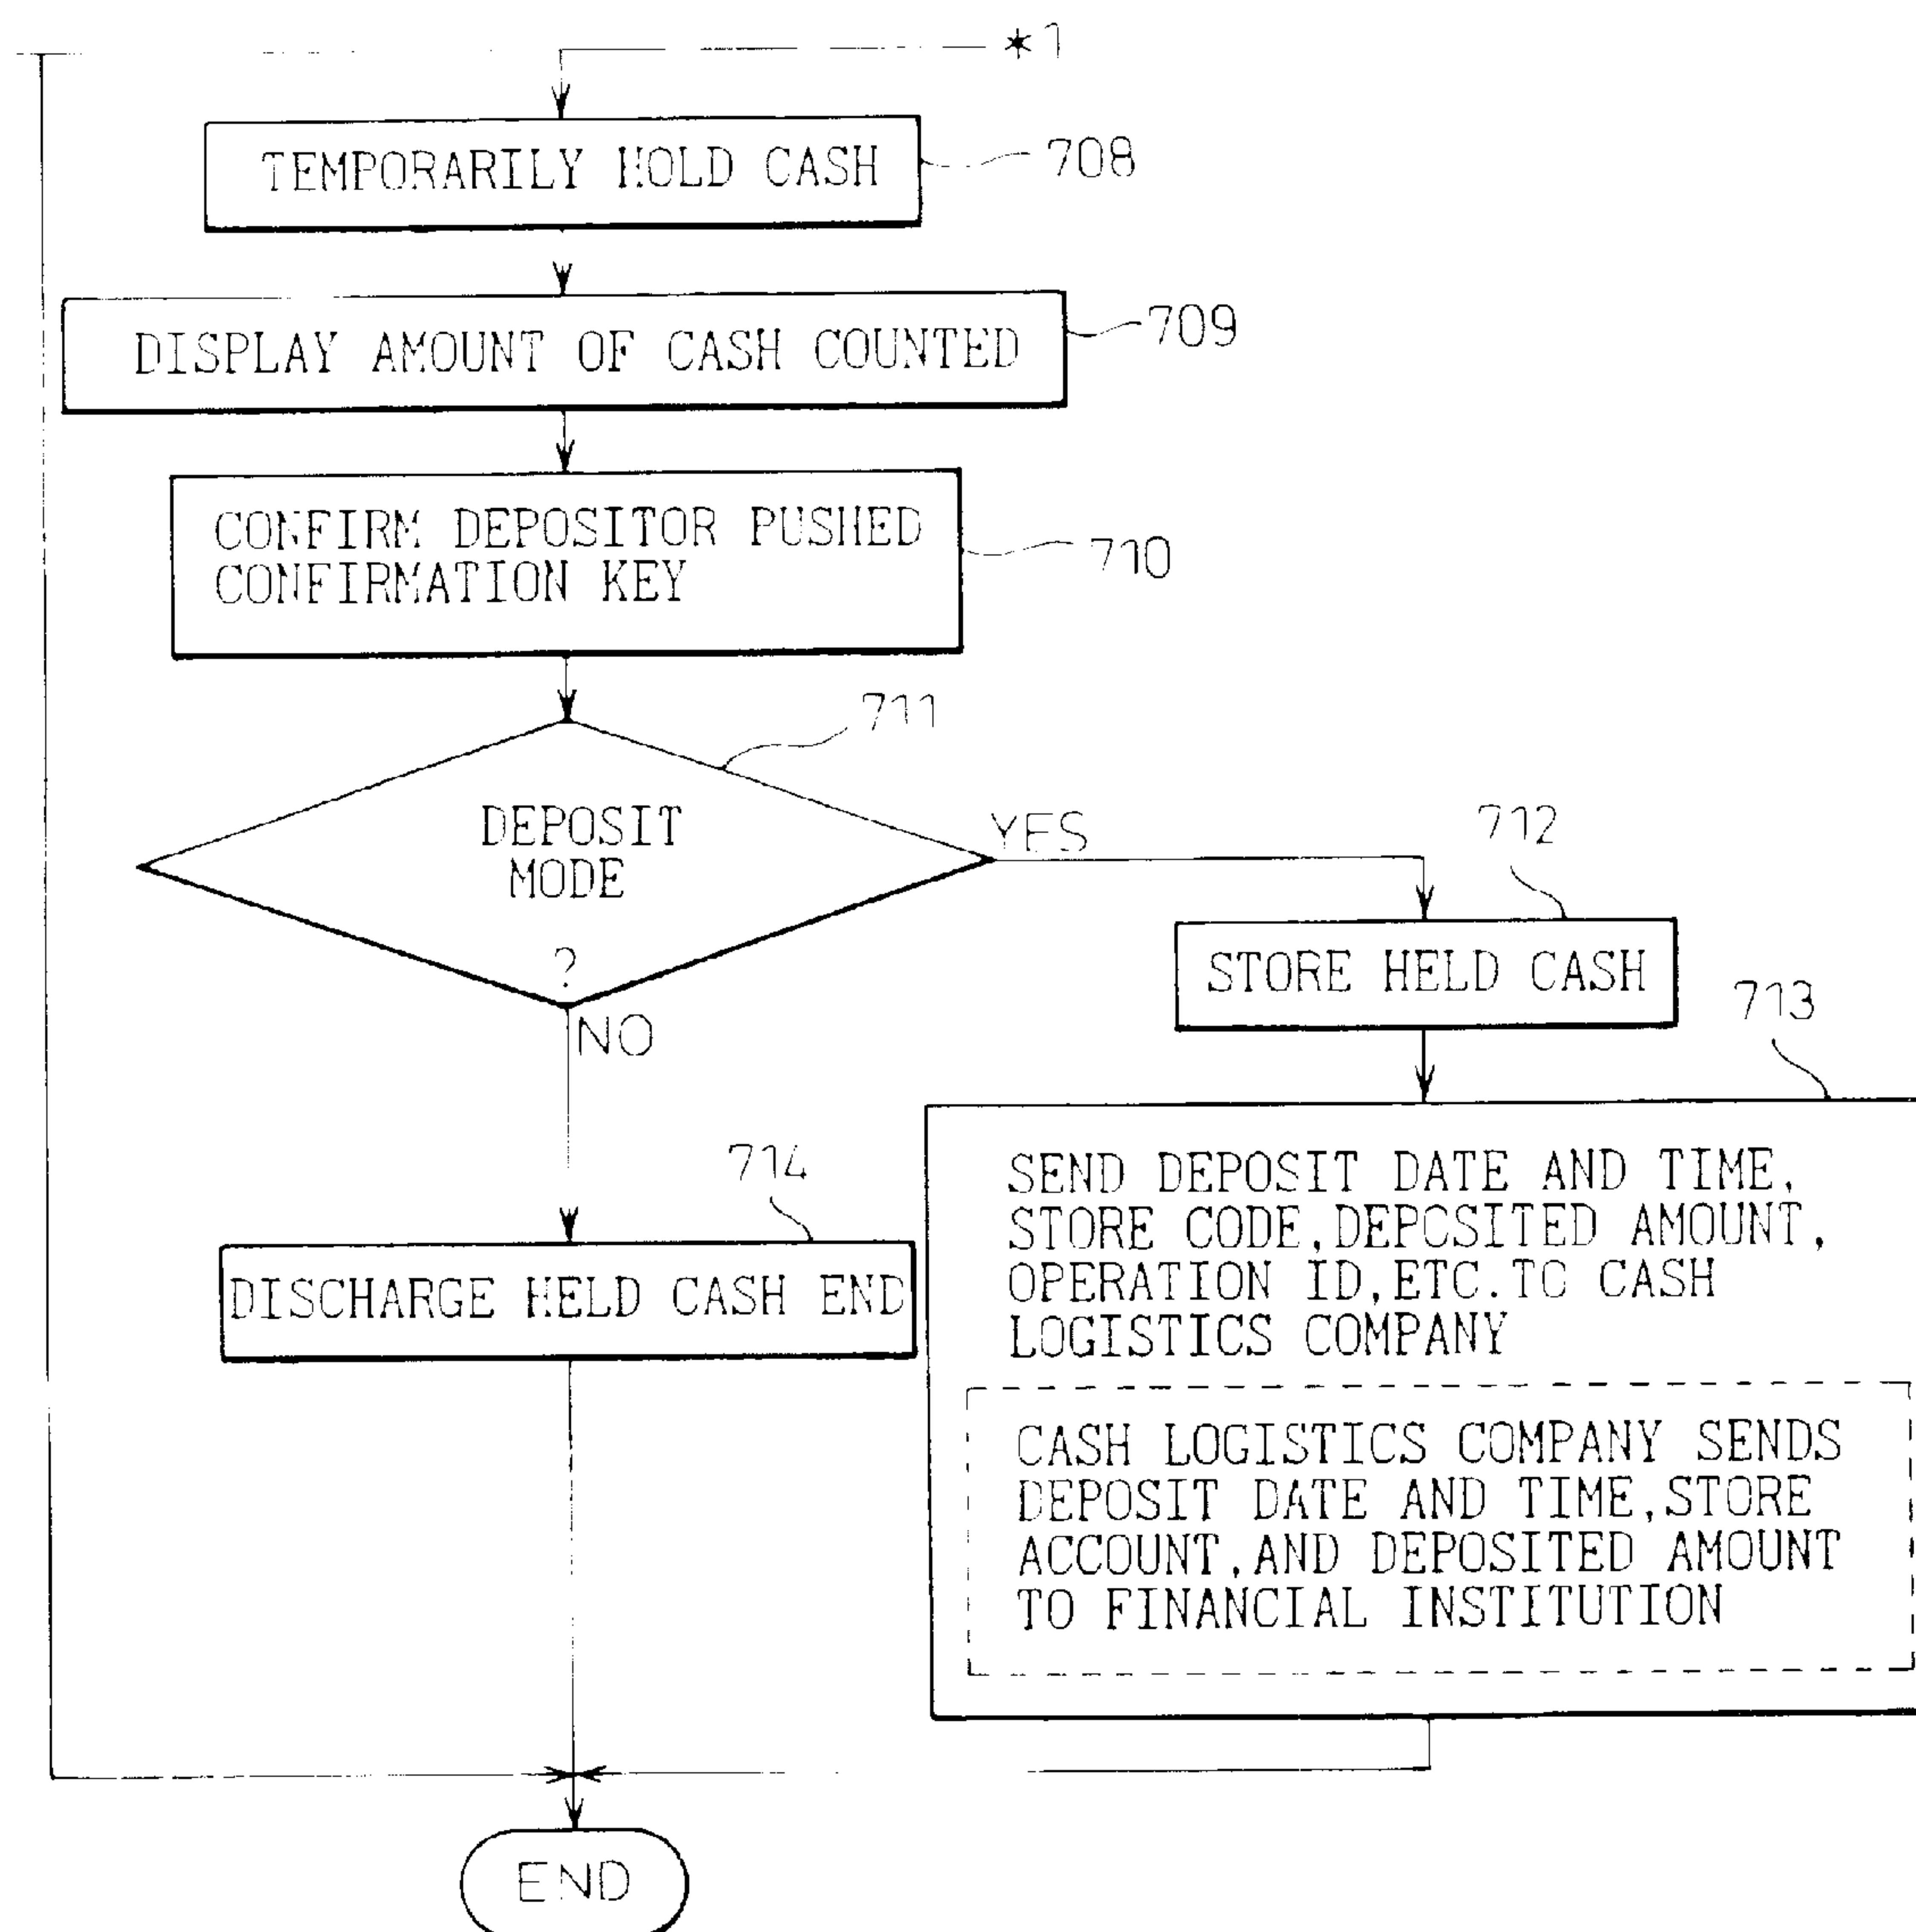 *1
TEMPORARILY HOLD CASH
708
DISPLAY AMOUNT OF CASH COUNTED
709
CONFIRM DEPOSITOR PUSHED
CONFIRMATION KEY
710
711
DEPOSIT
MODE
?
YES
NO
712
STORE HELD CASH
713
SEND DEPOSIT DATE AND TIME,
STORE CODE,DEPOSITED AMOUNT,
OPERATION ID,ETC.TO CASH
LOGISTICS COMPANY
CASH LOGISTICS COMPANY SENDS
DEPOSIT DATE AND TIME,STORE
ACCOUNT,AND DEPOSITED AMOUNT
TO FINANCIAL INSTITUTION
714
DISCHARGE HELD CASH END
END